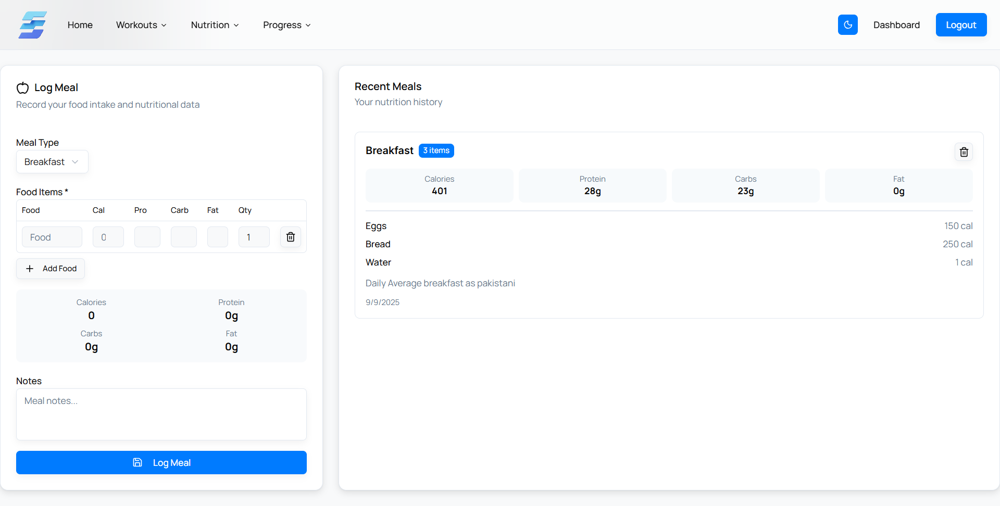 Home Workouts Nutrition Progress Dashboard Logout
Log Meal
Record your food intake and nutritional data
Meal Type
Breakfast
Food Items *
Food Cal Pro Carb Fat Qty
Food 0 1
Add Food
Calories Protein
0 0g
Carbs Fat
0g 0g
Notes
Meal notes...
Log Meal
Recent Meals
Your nutrition history
Breakfast 3 items
Calories Protein Carbs Fat
401 28g 23g 0g
Eggs 150 cal
Bread 250 cal
Water 1 cal
Daily Average breakfast as pakistani
9/9/2025